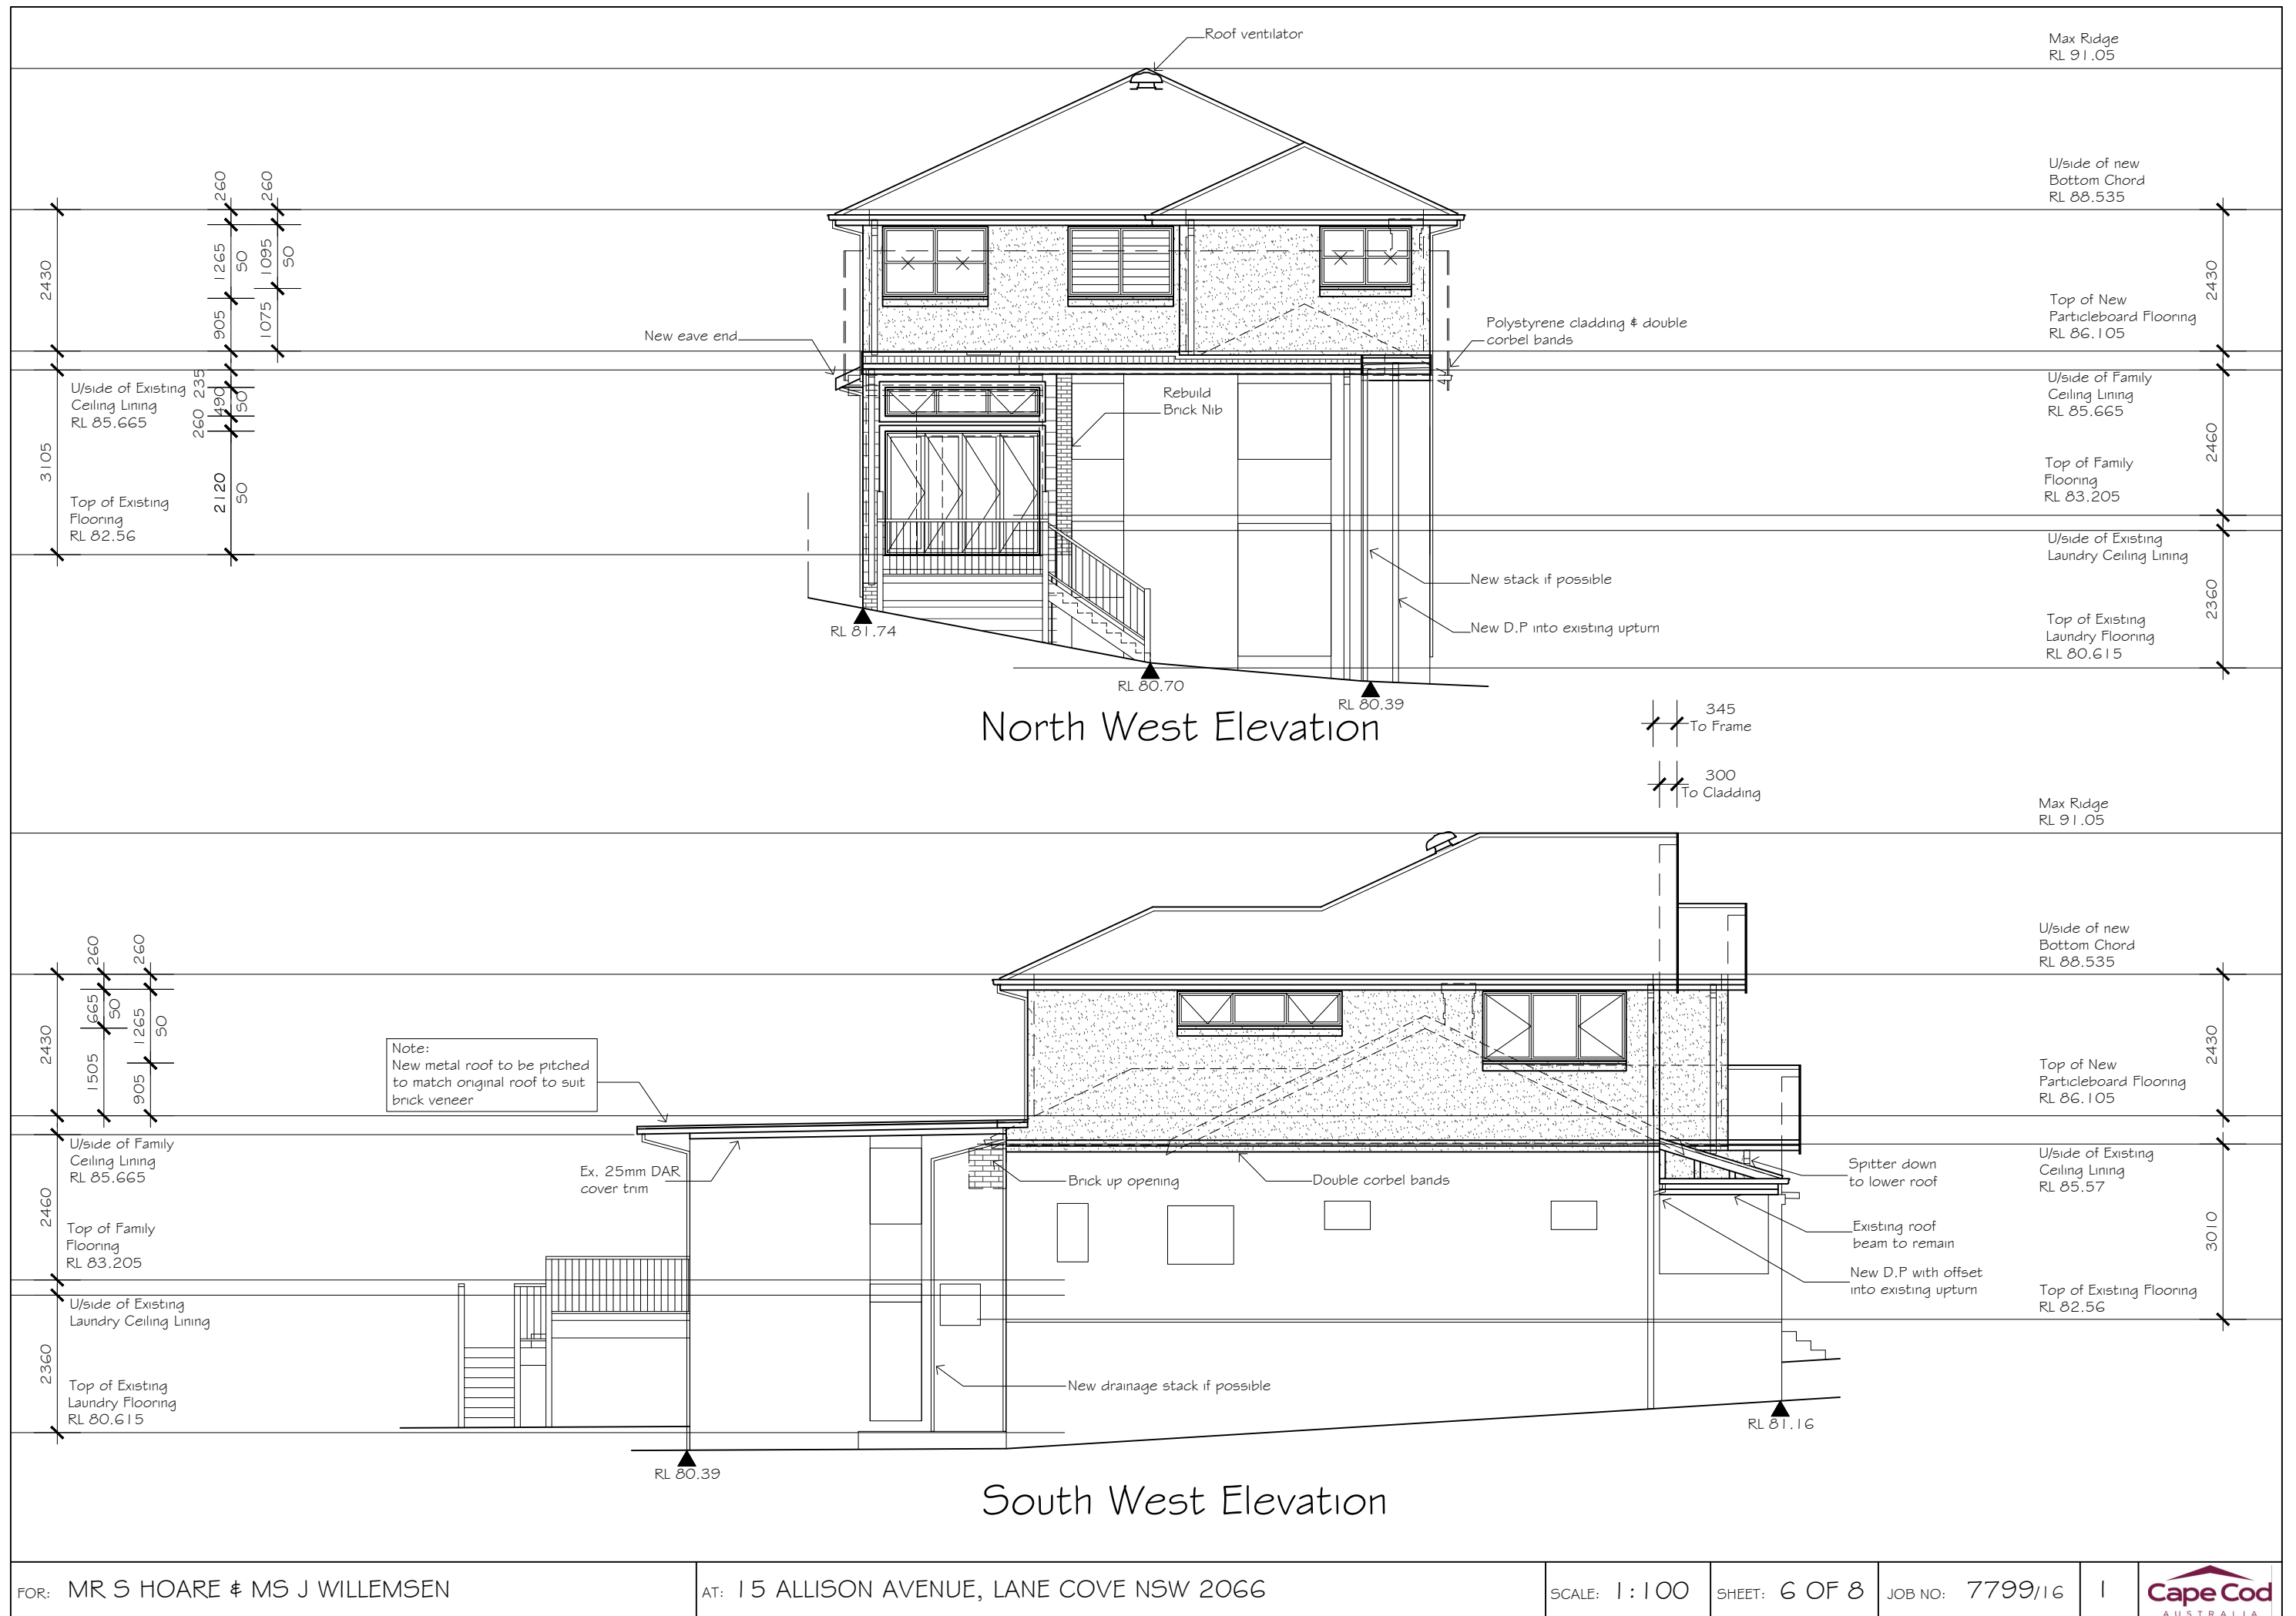 Roof ventilator
Max Ridge
RL 91.05
U/side of new
Bottom Chord
RL 88.535
260
260
2430
1265
50
1095
50
905
1075
2430
Top of New
Particleboard Flooring
RL 86.105
New eave end
Polystyrene cladding & double
corbel bands
U/side of Existing
Ceiling Lining
RL 85.665
235
490
50
260
U/side of Family
Ceiling Lining
RL 85.665
Rebuild
Brick Nib
3105
2120
50
2460
Top of Family
Flooring
RL 83.205
Top of Existing
Flooring
RL 82.56
U/side of Existing
Laundry Ceiling Lining
New stack if possible
2360
New D.P into existing upturn
Top of Existing
Laundry Flooring
RL 80.615
RL 81.74
RL 80.70
RL 80.39
North West Elevation
345
To Frame
300
To Cladding
Max Ridge
RL 91.05
U/side of new
Bottom Chord
RL 88.535
260
260
2430
665
50
1265
50
1505
905
2430
Note:
New metal roof to be pitched
to match original roof to suit
brick veneer
Top of New
Particleboard Flooring
RL 86.105
U/side of Family
Ceiling Lining
RL 85.665
Ex. 25mm DAR
cover trim
Brick up opening
Double corbel bands
Spitter down
to lower roof
U/side of Existing
Ceiling Lining
RL 85.57
2460
Top of Family
Flooring
RL 83.205
Existing roof
beam to remain
3010
New D.P with offset
into existing upturn
Top of Existing Flooring
RL 82.56
U/side of Existing
Laundry Ceiling Lining
2360
Top of Existing
Laundry Flooring
RL 80.615
New drainage stack if possible
RL 81.16
RL 80.39
South West Elevation
FOR: MR S HOARE & MS J WILLEMSEN
AT: 15 ALLISON AVENUE, LANE COVE NSW 2066
SCALE: 1:100
SHEET: 6 OF 8
JOB NO: 7799/16
1
Cape Cod
AUSTRALIA